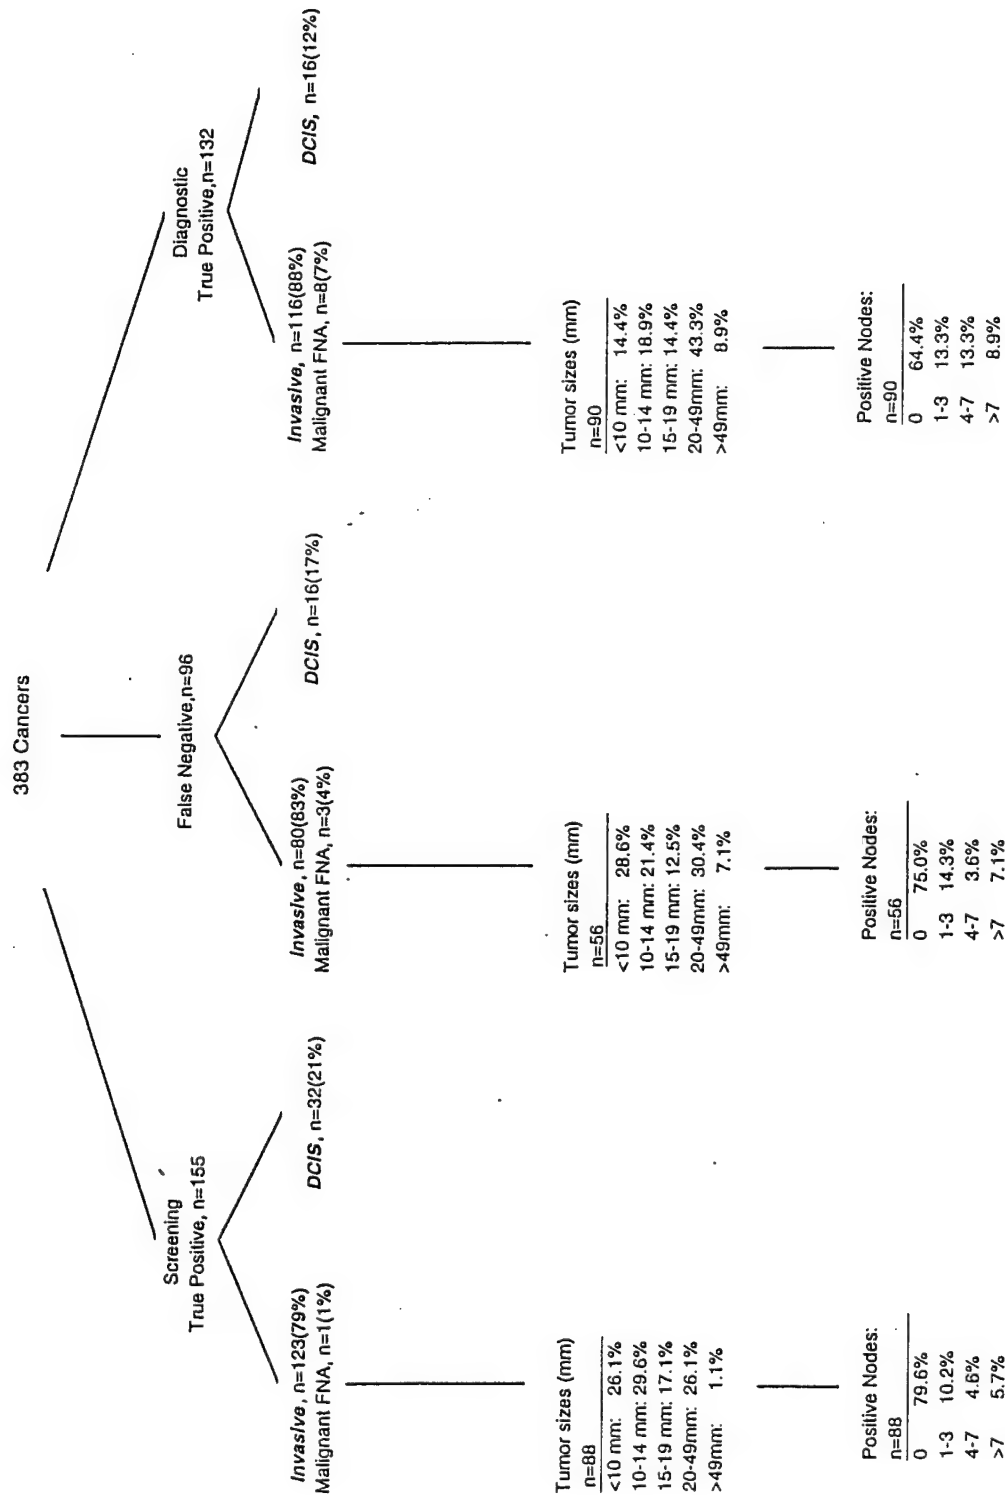 383 Cancers
Screening
True Positive, n=155
False Negative,n=96
Diagnostic
True Positive,n=132
Invasive, n=123(79%)
Malignant FNA, n=1(1%)
DCIS, n=32(21%)
Invasive, n=80(83%)
Malignant FNA, n=3(4%)
DCIS, n=16(17%)
Invasive, n=116(88%)
Malignant FNA, n=8(7%)
DCIS, n=16(12%)
Tumor sizes (mm)
n=88
<10 mm: 26.1%
10-14 mm: 29.6%
15-19 mm: 17.1%
20-49mm: 26.1%
>49mm: 1.1%
Tumor sizes (mm)
n=56
<10 mm: 28.6%
10-14 mm: 21.4%
15-19 mm: 12.5%
20-49mm: 30.4%
>49mm: 7.1%
Tumor sizes (mm)
n=90
<10 mm: 14.4%
10-14 mm: 18.9%
15-19 mm: 14.4%
20-49mm: 43.3%
>49mm: 8.9%
Positive Nodes:
n=88
0 79.6%
1-3 10.2%
4-7 4.6%
>7 5.7%
Positive Nodes:
n=56
0 75.0%
1-3 14.3%
4-7 3.6%
>7 7.1%
Positive Nodes:
n=90
0 64.4%
1-3 13.3%
4-7 13.3%
>7 8.9%